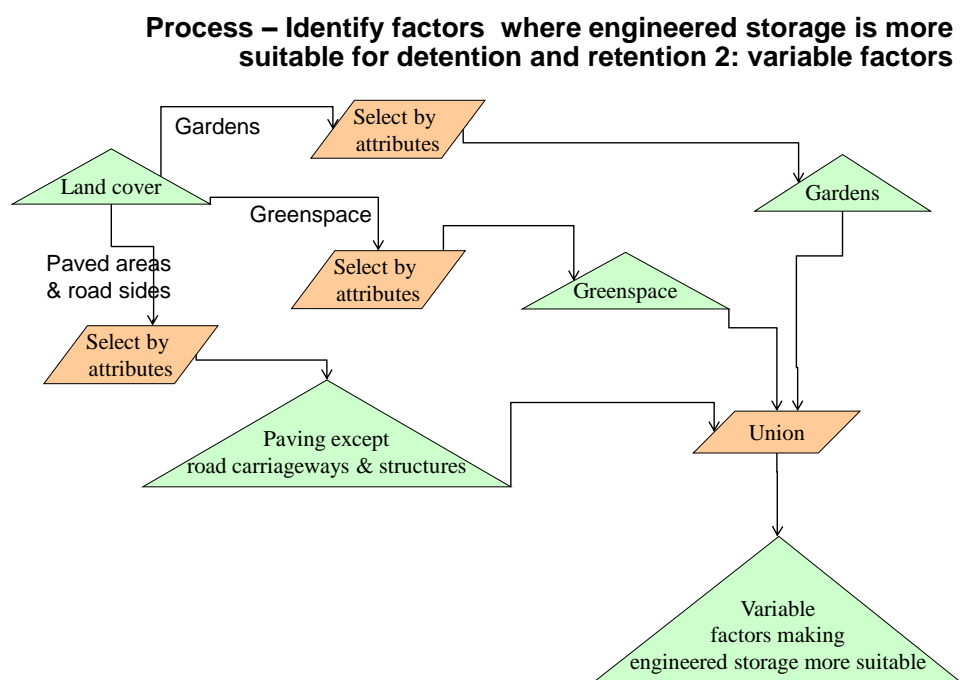 Process – Identify factors where engineered storage is more
suitable for detention and retention 2: variable factors
Gardens
Select by
attributes
Land cover
Gardens
Greenspace
Paved areas
& road sides
Select by
attributes
Greenspace
Select by
attributes
Paving except
road carriageways & structures
Union
Variable
factors making
engineered storage more suitable